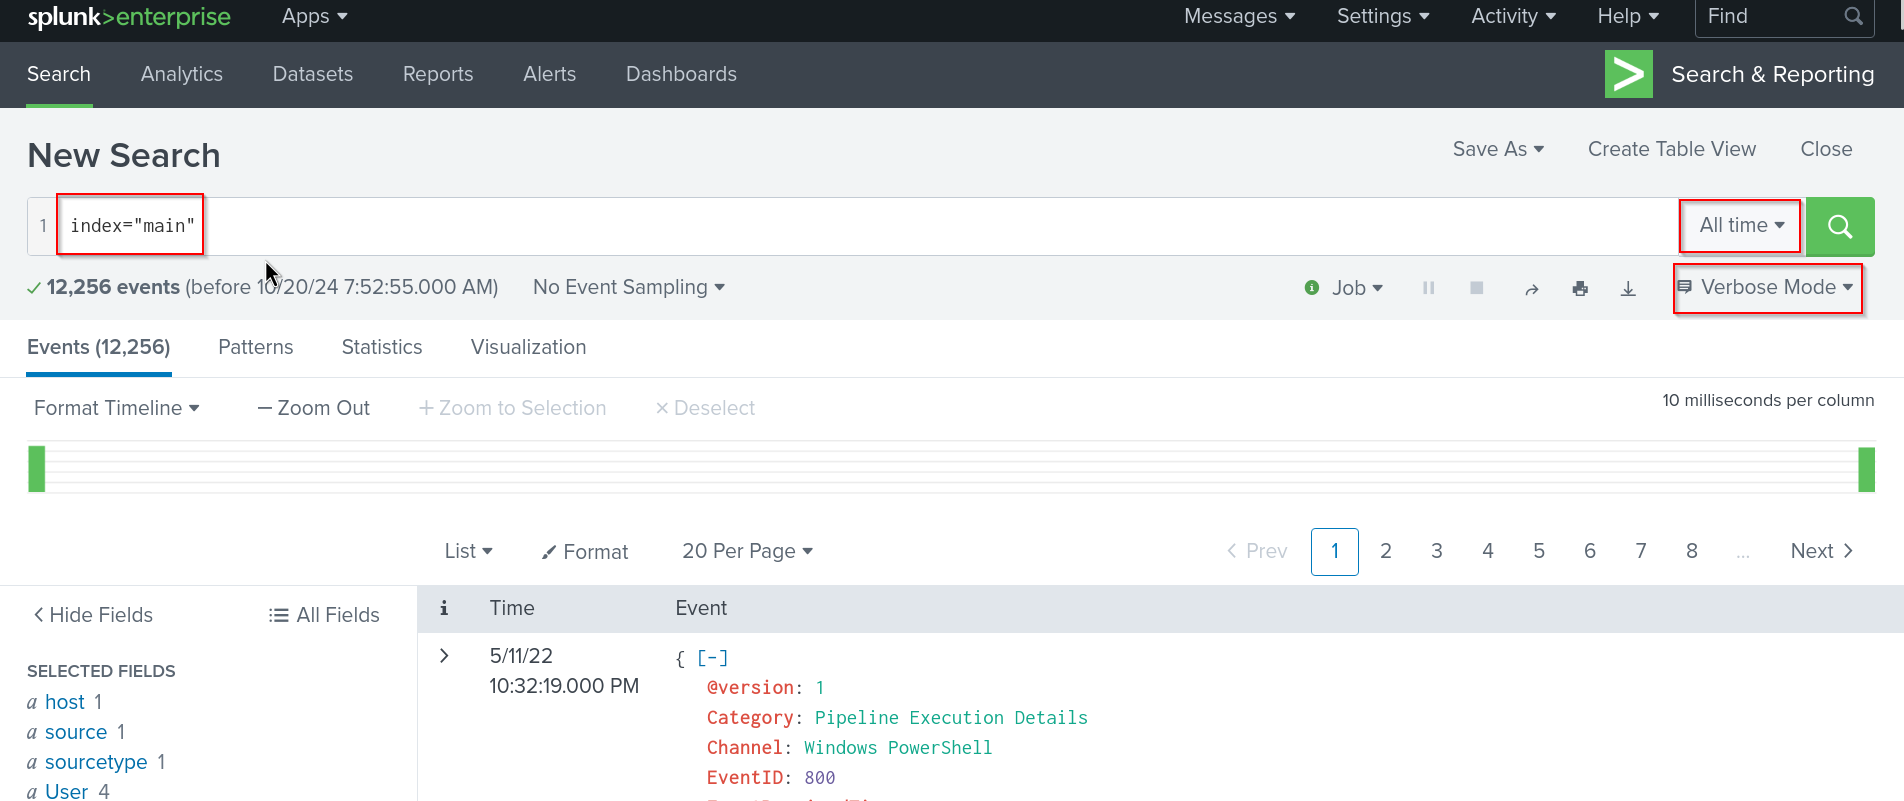 splunk>enterprise Apps Messages Settings Activity Help Find
Search Analytics Datasets Reports Alerts Dashboards Search & Reporting
New Search Save As Create Table View Close
1 index="main" All time
12,256 events (before 10/20/24 7:52:55.000 AM) No Event Sampling Job Verbose Mode
Events (12,256) Patterns Statistics Visualization
Format Timeline — Zoom Out + Zoom to Selection × Deselect 10 milliseconds per column
List Format 20 Per Page < Prev 1 2 3 4 5 6 7 8 ... Next >
< Hide Fields All Fields i Time Event
SELECTED FIELDS
a host 1
a source 1
a sourcetype 1
a User 4
> 5/11/22
10:32:19.000 PM
{ [-]
@version: 1
Category: Pipeline Execution Details
Channel: Windows PowerShell
EventID: 800